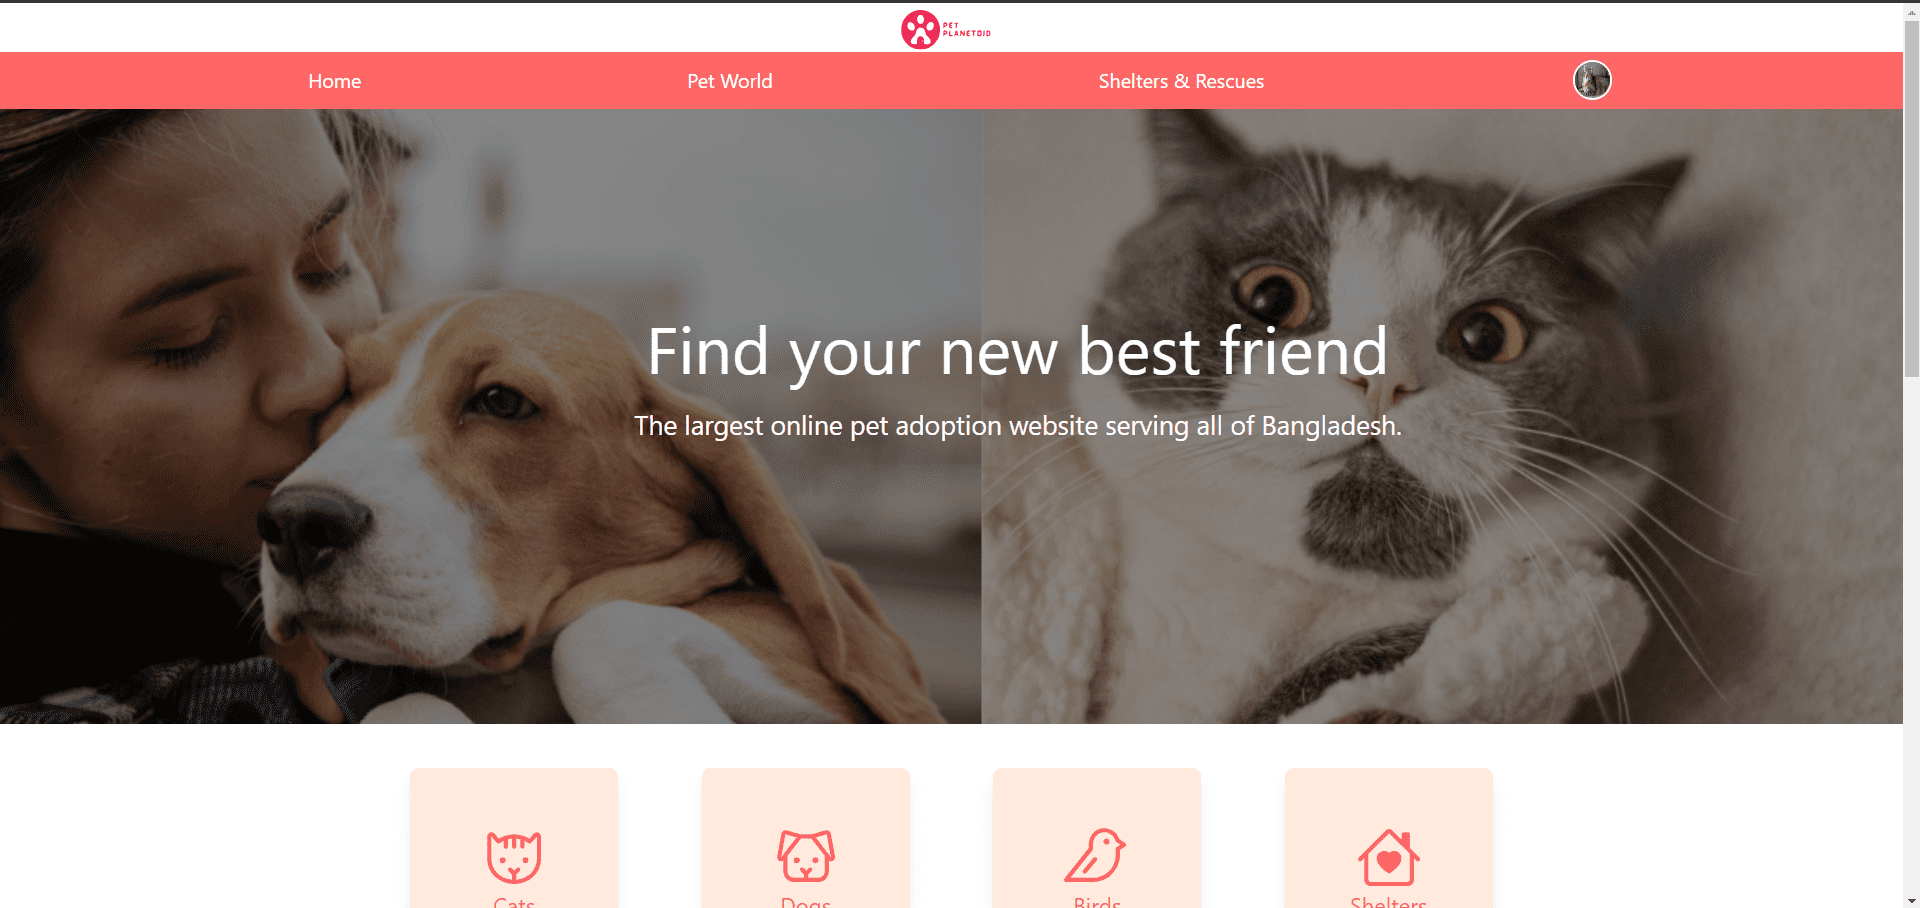 PET
PLANETOID
Home
Pet World
Shelters & Rescues
Find your new best friend
The largest online pet adoption website serving all of Bangladesh.
Cats
Dogs
Birds
Shelters